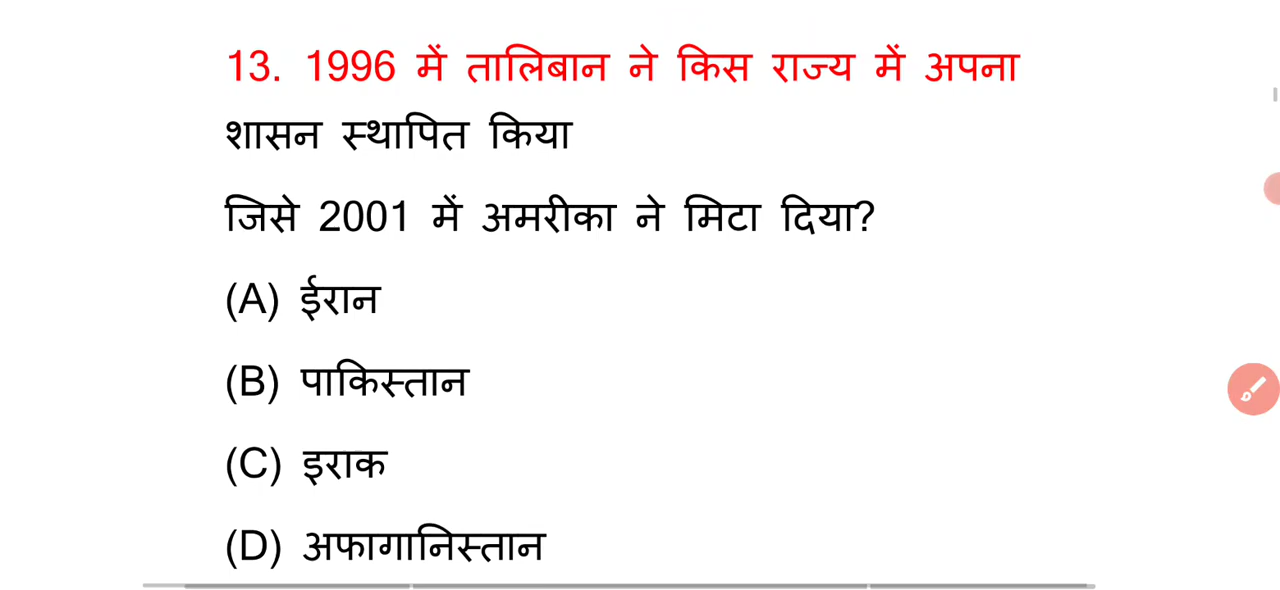 13. 1996 में तालिबान ने किस राज्य में अपना
शासन स्थापित किया
जिसे 2001 में अमरीका ने मिटा दिया?
(A) ईरान
(B) पाकिस्तान
(C) इराक
(D) अफागानिस्तान